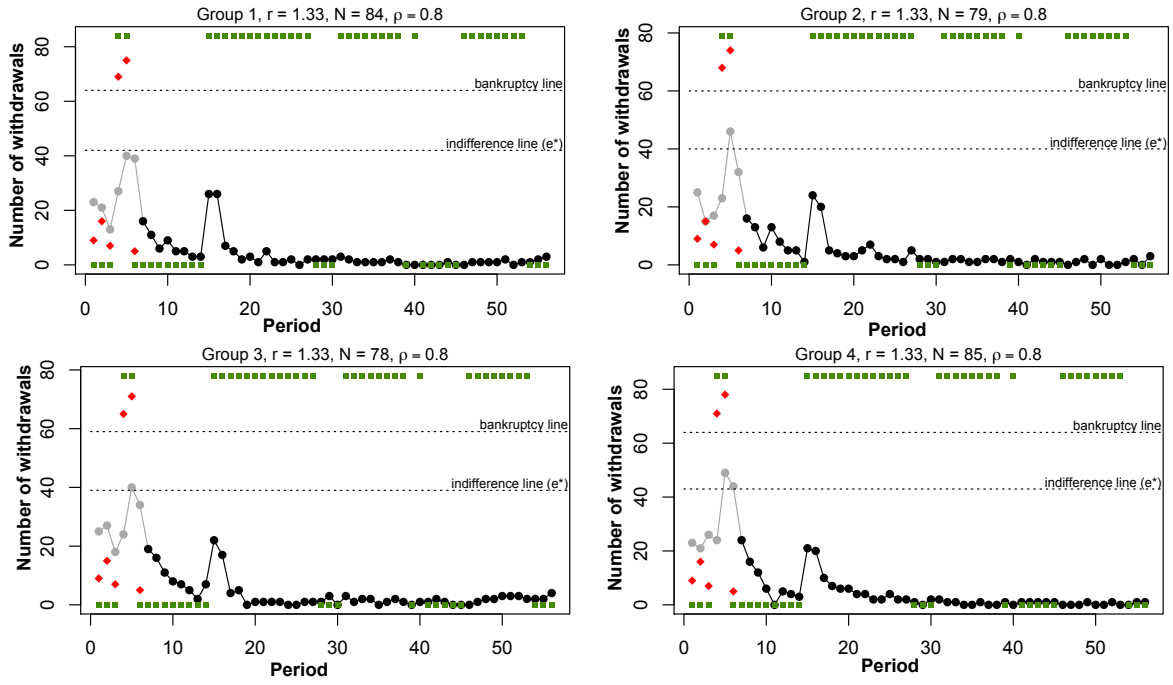 Group 1, r = 1.33, N = 84, ρ = 0.8
Number of withdrawals
80
60
40
20
0
bankruptcy line
indifference line (e*)
0 10 20 30 40 50
Period
Group 2, r = 1.33, N = 79, ρ = 0.8
Number of withdrawals
80
60
40
20
0
bankruptcy line
indifference line (e*)
0 10 20 30 40 50
Period
Group 3, r = 1.33, N = 78, ρ = 0.8
Number of withdrawals
80
60
40
20
0
bankruptcy line
indifference line (e*)
0 10 20 30 40 50
Period
Group 4, r = 1.33, N = 85, ρ = 0.8
Number of withdrawals
80
60
40
20
0
bankruptcy line
indifference line (e*)
0 10 20 30 40 50
Period